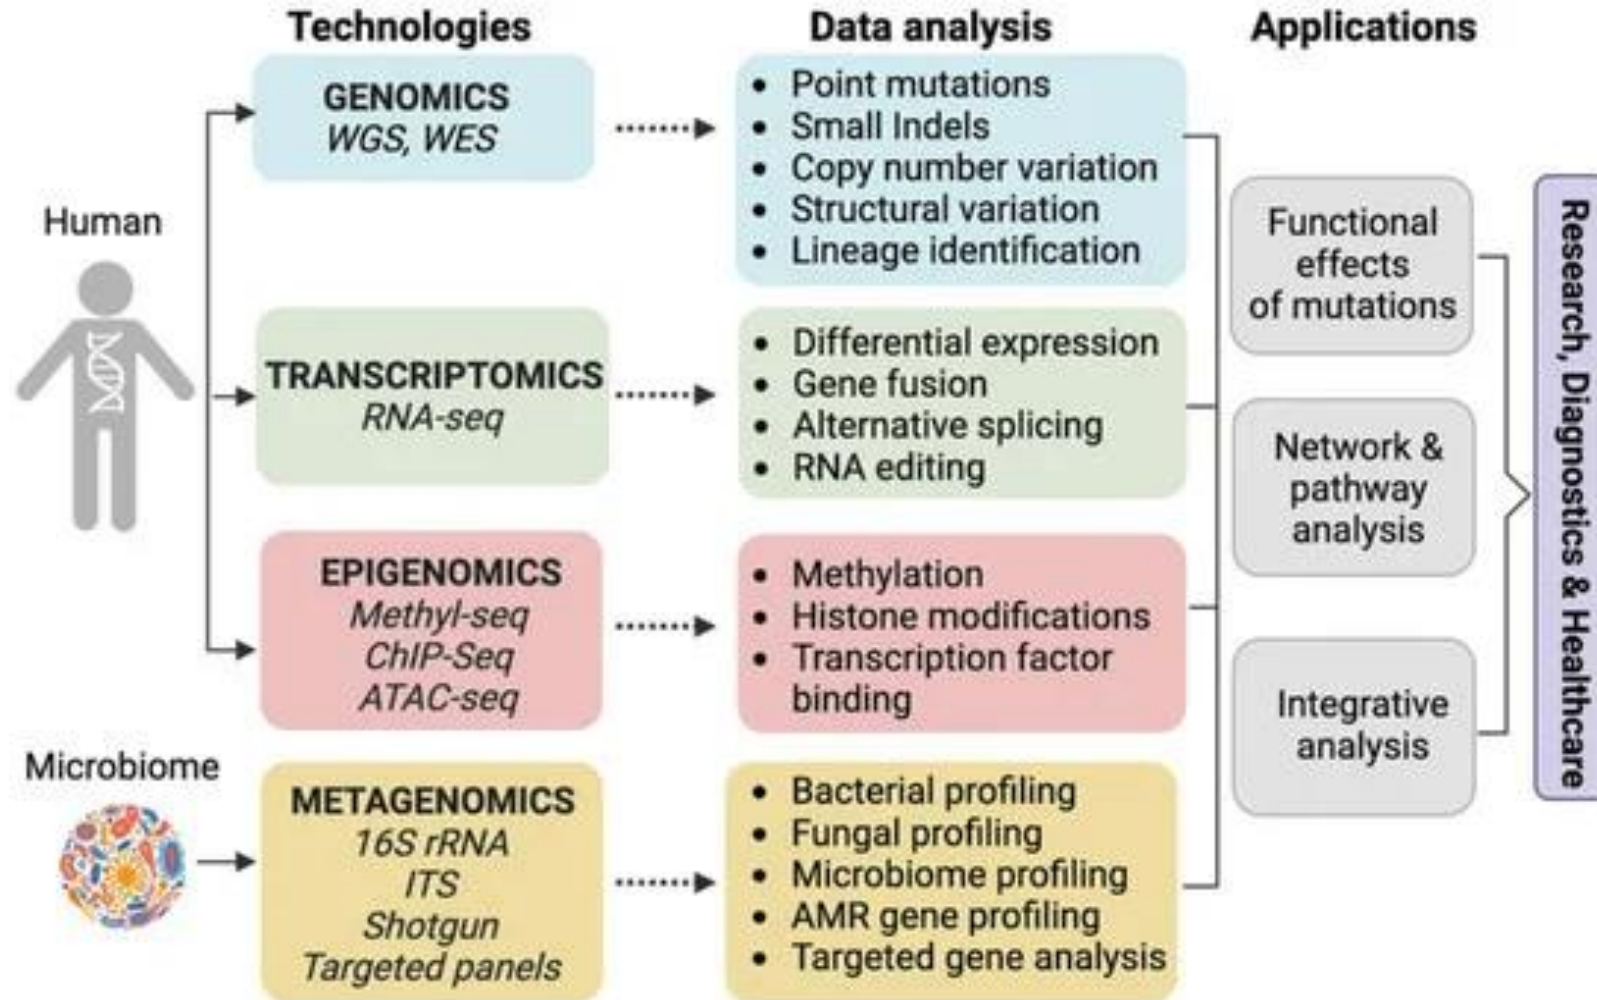 Technologies
Data analysis
Applications
Human
GENOMICS
WGS, WES
• Point mutations
• Small Indels
• Copy number variation
• Structural variation
• Lineage identification
TRANSCRIPTOMICS
RNA-seq
• Differential expression
• Gene fusion
• Alternative splicing
• RNA editing
EPIGENOMICS
Methyl-seq
ChIP-Seq
ATAC-seq
• Methylation
• Histone modifications
• Transcription factor
binding
Microbiome
METAGENOMICS
16S rRNA
ITS
Shotgun
Targeted panels
• Bacterial profiling
• Fungal profiling
• Microbiome profiling
• AMR gene profiling
• Targeted gene analysis
Functional
effects
of mutations
Network &
pathway
analysis
Integrative
analysis
Research, Diagnostics & Healthcare